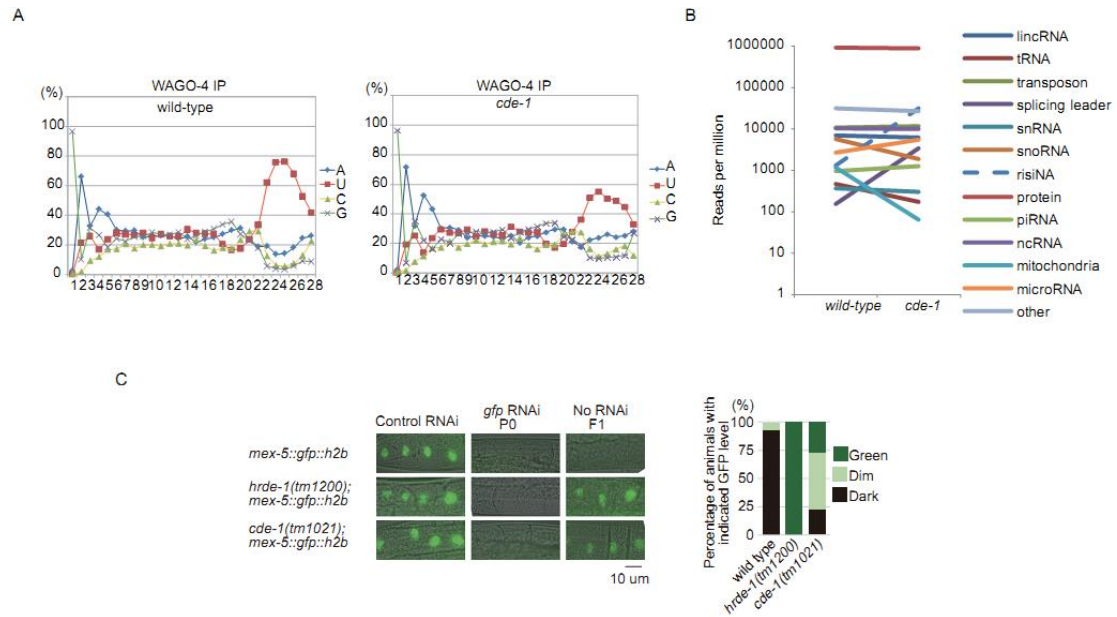 A
WAGO-4 IP
wild-type
(%)
100
80
60
40
20
0
1 2 3 4 5 6 7 8 9 10 12 14 16 18 20 22 24 26 28
A
U
C
G
WAGO-4 IP
cde-1
(%)
100
80
60
40
20
0
1 2 3 4 5 6 7 8 9 10 12 14 16 18 20 22 24 26 28
A
U
C
G
B
Reads per million
1000000
100000
10000
1000
100
10
1
wild-type cde-1
lincRNA
tRNA
transposon
splicing leader
snRNA
snoRNA
risiNA
protein
piRNA
ncRNA
mitochondria
microRNA
other
C
Control RNAi
gfp RNAi
P0
No RNAi
F1
mex-5::gfp::h2b
hrde-1(tm1200);
mex-5::gfp::h2b
cde-1(tm1021);
mex-5::gfp::h2b
10 um
Percentage of animals with
indicated GFP level
(%)
100
75
50
25
0
wild type
hrde-1(tm1200)
cde-1(tm1021)
Green
Dim
Dark